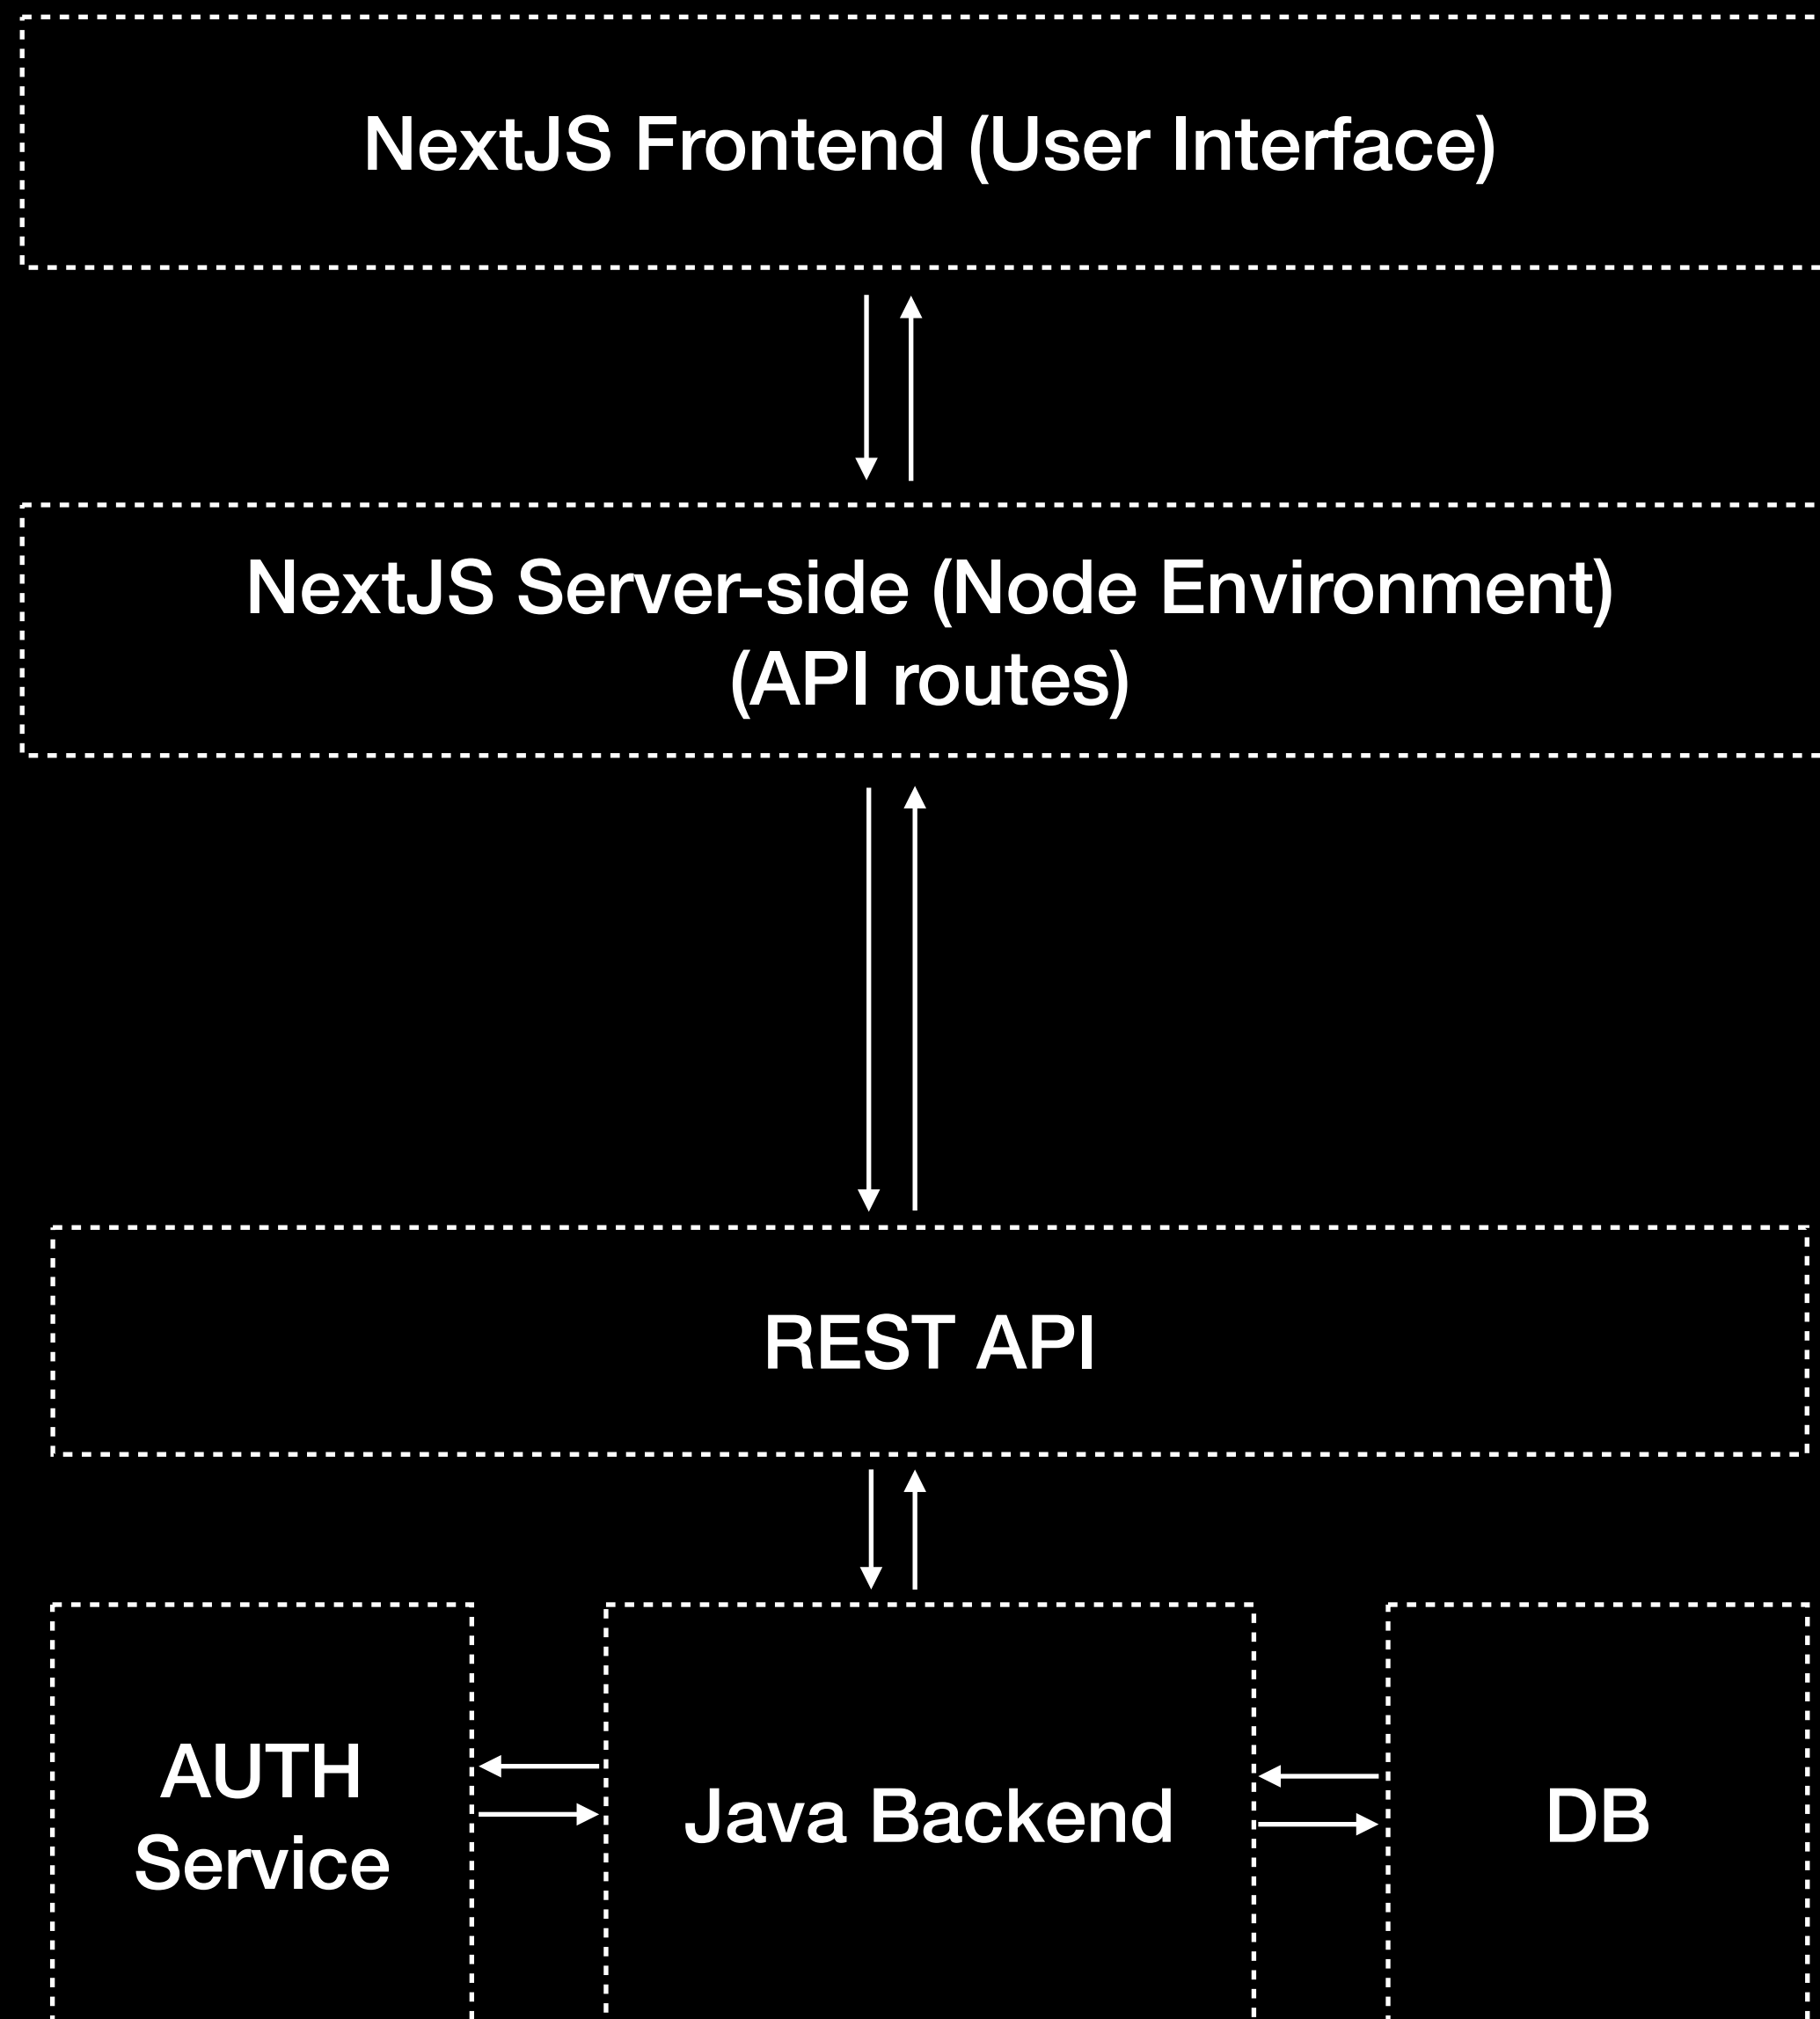 NextJS Frontend (User Interface)
NextJS Server-side (Node Environment)
(API routes)
REST API
AUTH
Service
Java Backend
DB